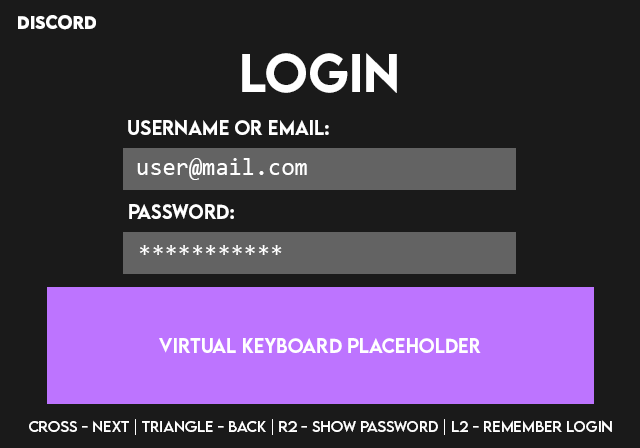 DISCORD
LOGIN
USERNAME OR EMAIL:
user@mail.com
PASSWORD:
***********
VIRTUAL KEYBOARD PLACEHOLDER
CROSS - NEXT | TRIANGLE - BACK | R2 - SHOW PASSWORD | L2 - REMEMBER LOGIN